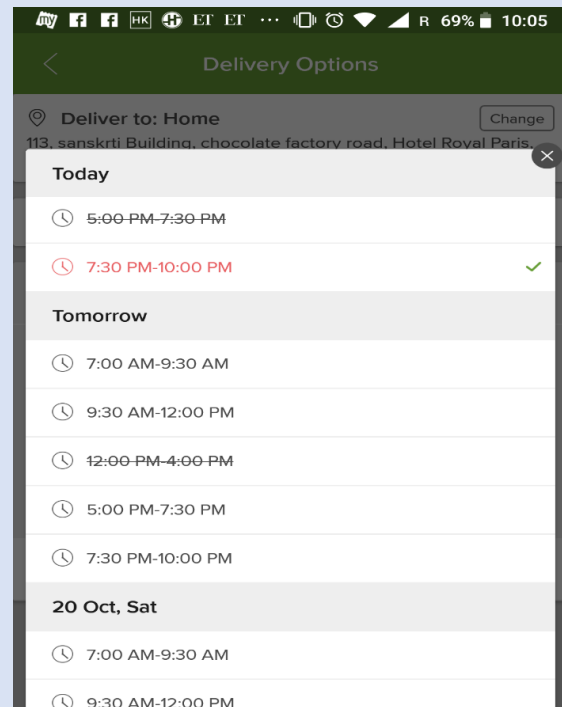 my HK ET ET ... R 69% 10:05
Delivery Options
Deliver to: Home Change
113, sanskrti Building, chocolate factory road, Hotel Royal Paris,
Today
5:00 PM-7:30 PM
7:30 PM-10:00 PM
Tomorrow
7:00 AM-9:30 AM
9:30 AM-12:00 PM
12:00 PM-4:00 PM
5:00 PM-7:30 PM
7:30 PM-10:00 PM
20 Oct, Sat
7:00 AM-9:30 AM
9:30 AM-12:00 PM